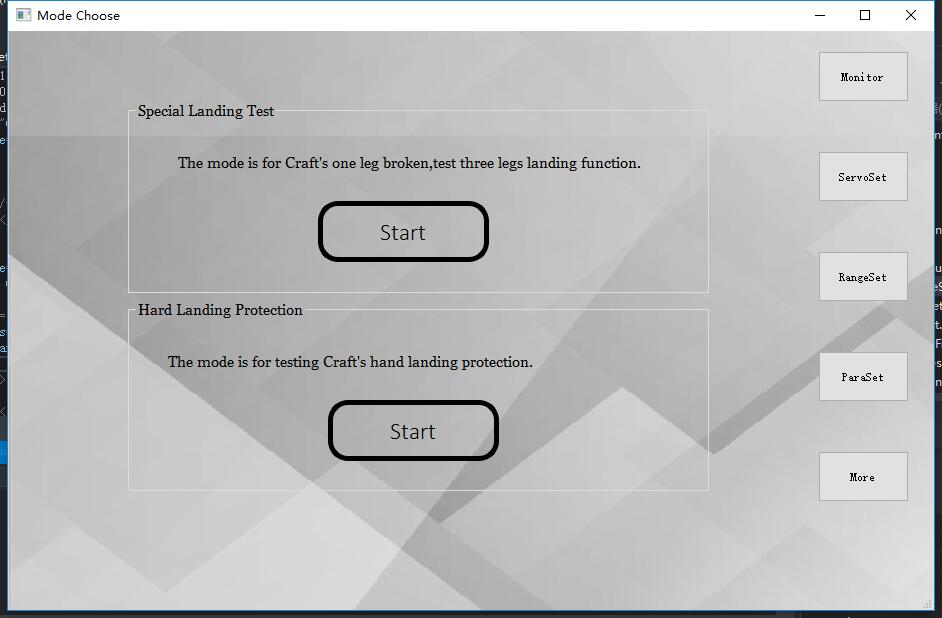 Mode Choose
Monitor
Special Landing Test
The mode is for Craft's one leg broken,test three legs landing function.
ServoSet
Start
RangeSet
Hard Landing Protection
The mode is for testing Craft's hand landing protection.
ParaSet
Start
More